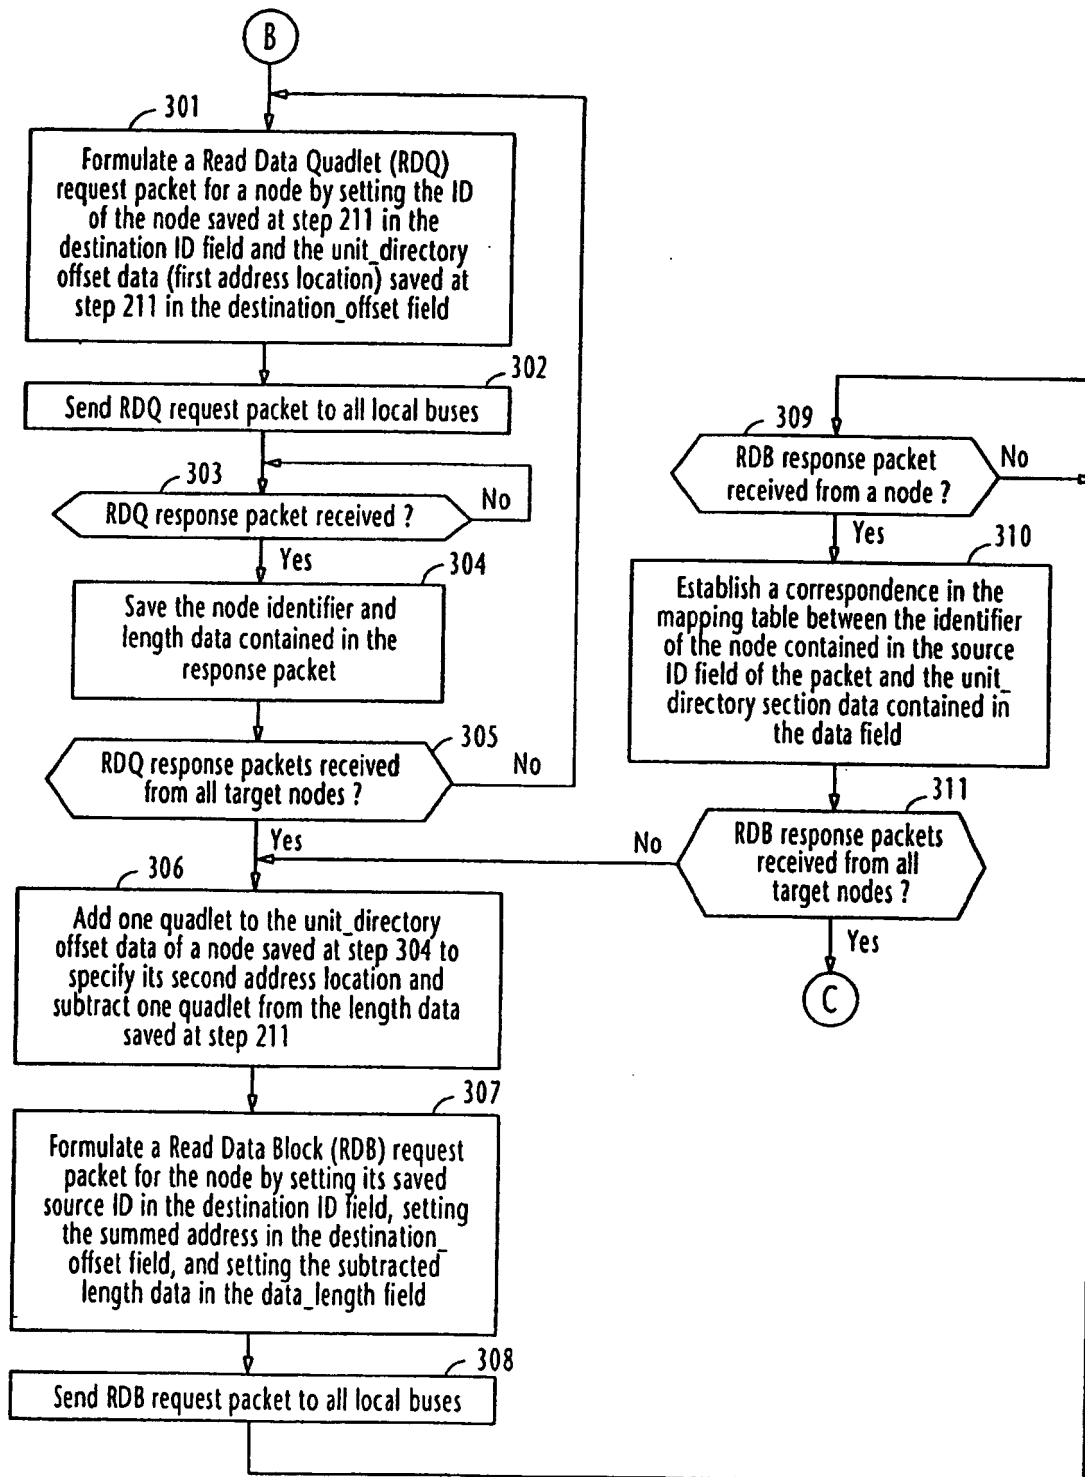 B
301
Formulate a Read Data Quadlet (RDQ)
request packet for a node by setting the ID
of the node saved at step 211 in the
destination ID field and the unit_directory
offset data (first address location) saved at
step 211 in the destination_offset field
302
Send RDQ request packet to all local buses
303
RDQ response packet received ?
No
Yes
304
Save the node identifier and
length data contained in the
response packet
305
RDQ response packets received
from all target nodes ?
No
Yes
306
Add one quadlet to the unit_directory
offset data of a node saved at step 304 to
specify its second address location and
subtract one quadlet from the length data
saved at step 211
307
Formulate a Read Data Block (RDB) request
packet for the node by setting its saved
source ID in the destination ID field, setting
the summed address in the destination_
offset field, and setting the subtracted
length data in the data_length field
308
Send RDB request packet to all local buses
309
RDB response packet
received from a node ?
No
Yes
310
Establish a correspondence in the
mapping table between the identifier
of the node contained in the source
ID field of the packet and the unit_
directory section data contained in
the data field
311
RDB response packets
received from all
target nodes ?
No
Yes
C